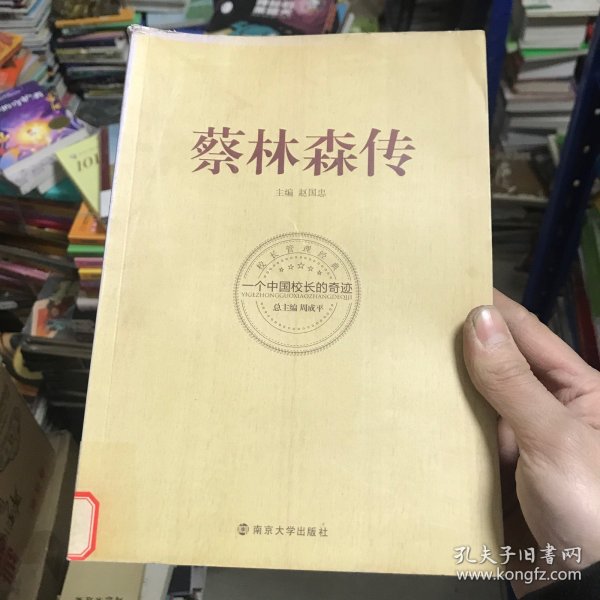 蔡林森传
主编 赵国忠
校长管理经典
一个中国校长的奇迹
YIGEZHONGGUOXIAOZHANGDEQIJI
总主编 周成平
南京大学出版社
101
孔夫子旧书网
www.kongfz.com